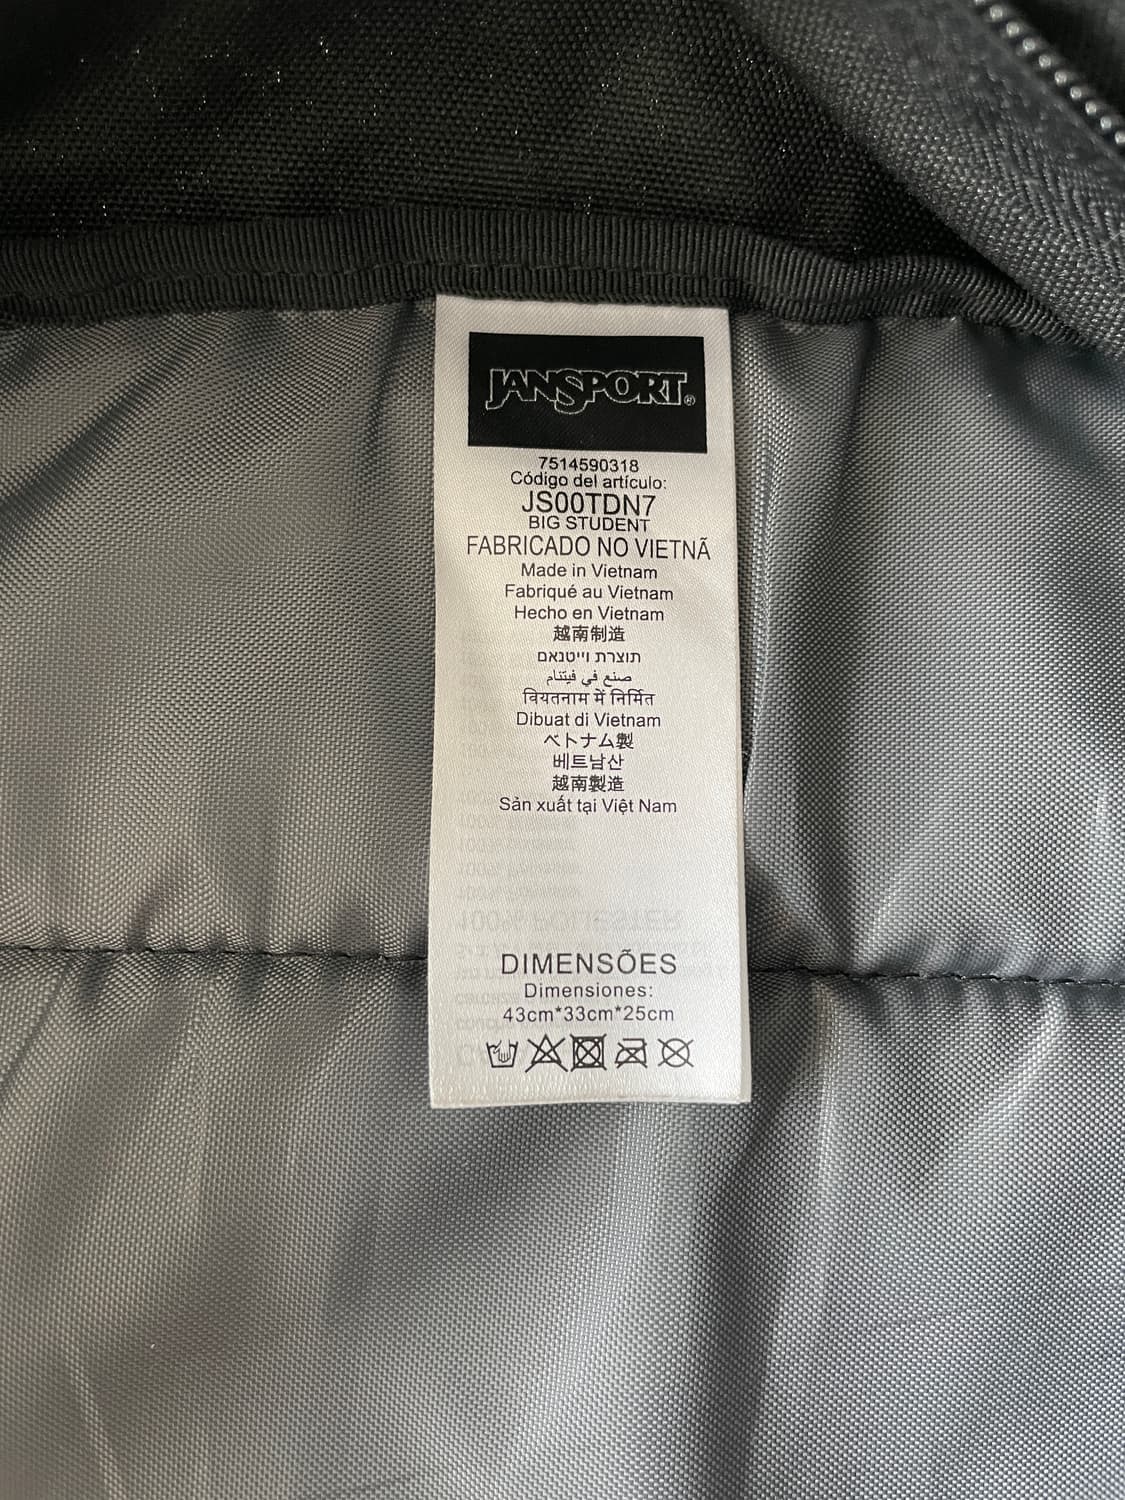 JANSPORT®
7514590318
Código del artículo:
JS00TDN7
BIG STUDENT
FABRICADO NO VIETNÃ
Made in Vietnam
Fabriqué au Vietnam
Hecho en Vietnam
越南制造
תוצרת וייטנאם
صنع في فيتنام
वियतनाम में निर्मित
Dibuat di Vietnam
ベトナム製
베트남산
越南製造
Sản xuất tại Việt Nam
100% POLIESTER
DIMENSÕES
Dimensiones:
43cm*33cm*25cm